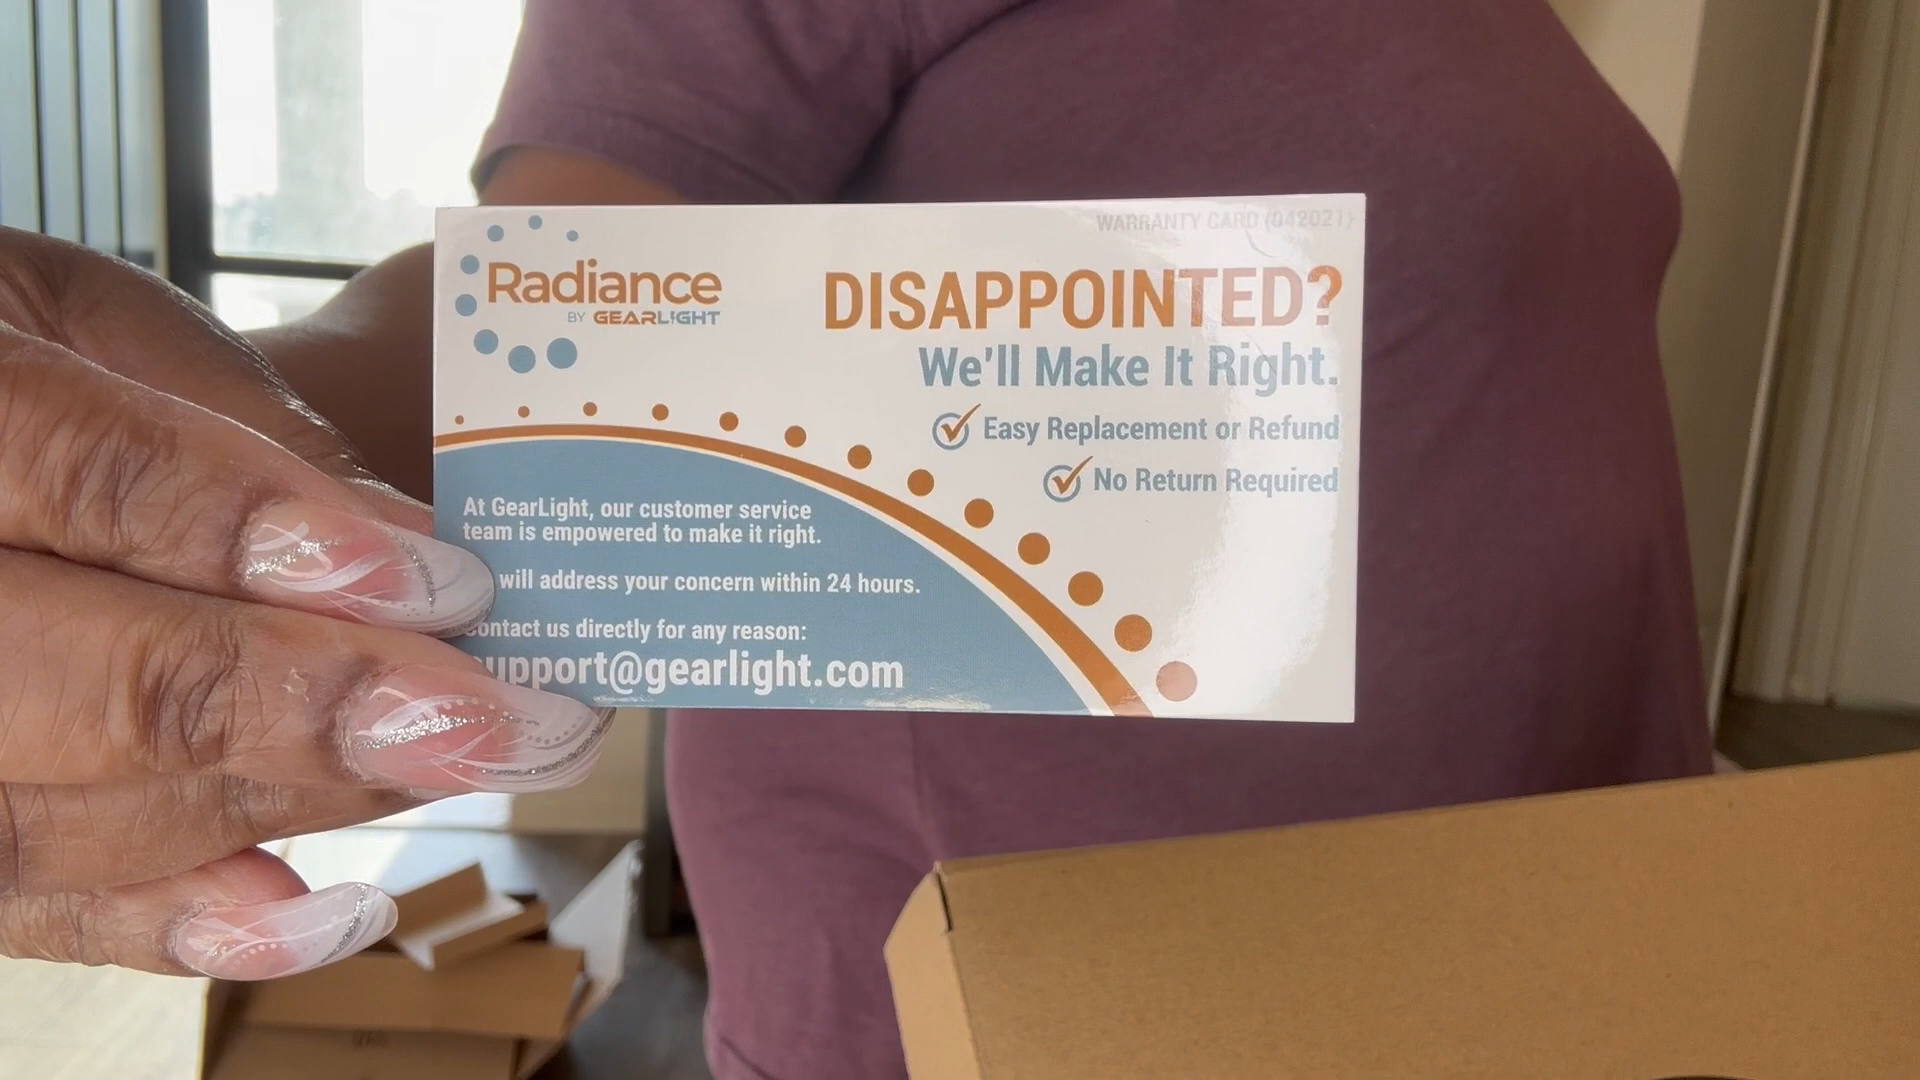 WARRANTY CARD (042021)
Radiance
BY GEARLIGHT
DISAPPOINTED?
We'll Make It Right.
Easy Replacement or Refund
No Return Required
At GearLight, our customer service
team is empowered to make it right.
will address your concern within 24 hours.
contact us directly for any reason:
support@gearlight.com